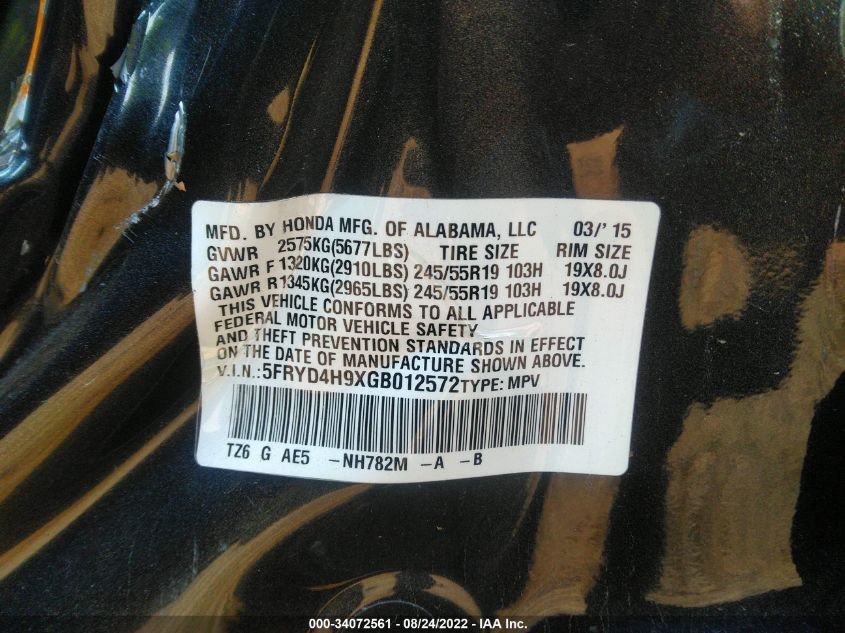 MFD. BY HONDA MFG. OF ALABAMA, LLC 03/' 15
GVWR 2575KG(5677LBS) TIRE SIZE RIM SIZE
GAWR F 1320KG(2910LBS) 245/55R19 103H 19X8.0J
GAWR R 1345KG(2965LBS) 245/55R19 103H 19X8.0J
THIS VEHICLE CONFORMS TO ALL APPLICABLE
FEDERAL MOTOR VEHICLE SAFETY
AND THEFT PREVENTION STANDARDS IN EFFECT
ON THE DATE OF MANUFACTURE SHOWN ABOVE.
V.I.N.:5FRYD4H9XGB012572 TYPE: MPV
TZ6 G AE5 -NH782M -A -B
000-34072561 - 08/24/2022 - IAA Inc.